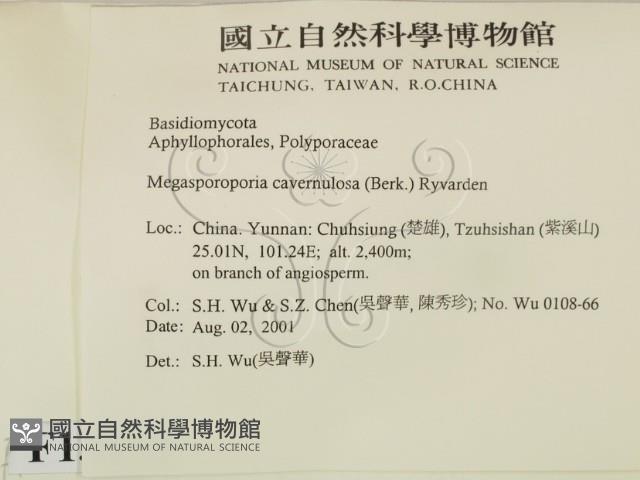 國立自然科學博物館
NATIONAL MUSEUM OF NATURAL SCIENCE
TAICHUNG, TAIWAN, R.O.CHINA
Basidiomycota
Aphyllophorales, Polyporaceae
Megasporoporia cavernulosa (Berk.) Ryvarden
Loc.: China. Yunnan: Chuhsiung (楚雄), Tzuhsishan (紫溪山)
25.01N, 101.24E; alt. 2,400m;
on branch of angiosperm.
Col.: S.H. Wu & S.Z. Chen(吳聲華, 陳秀珍); No. Wu 0108-66
Date: Aug. 02, 2001
Det.: S.H. Wu(吳聲華)
國立自然科學博物館
NATIONAL MUSEUM OF NATURAL SCIENCE